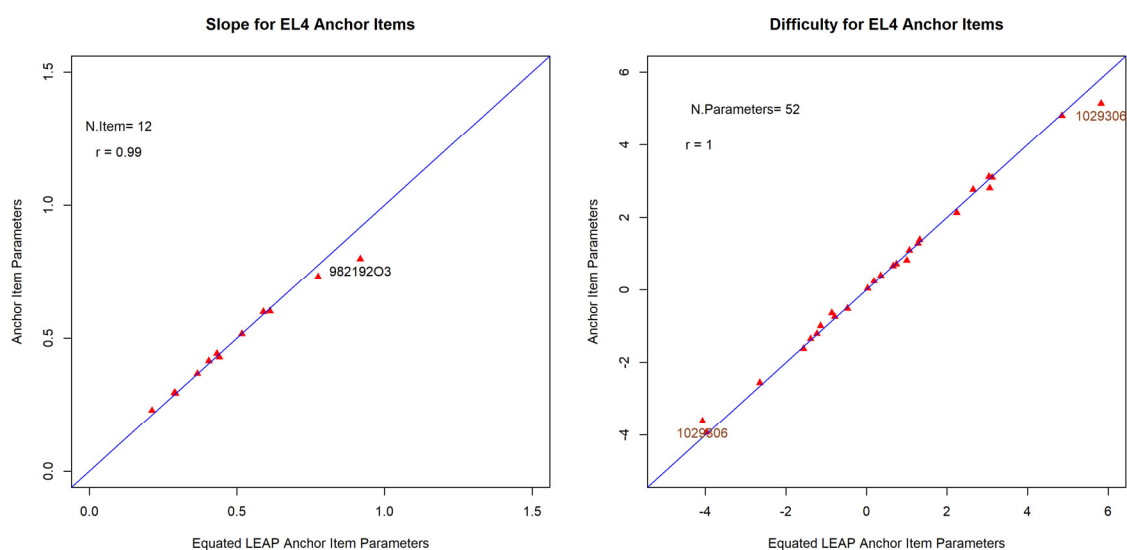 Slope for EL4 Anchor Items
1.5
N.Item= 12
r = 0.99
1.0
Anchor Item Parameters
982192O3
0.5
0.0
0.0 0.5 1.0 1.5
Equated LEAP Anchor Item Parameters
Difficulty for EL4 Anchor Items
6
N.Parameters= 52
1029306
4
r = 1
2
Anchor Item Parameters
0
-2
-4
1029306
-4 -2 0 2 4 6
Equated LEAP Anchor Item Parameters